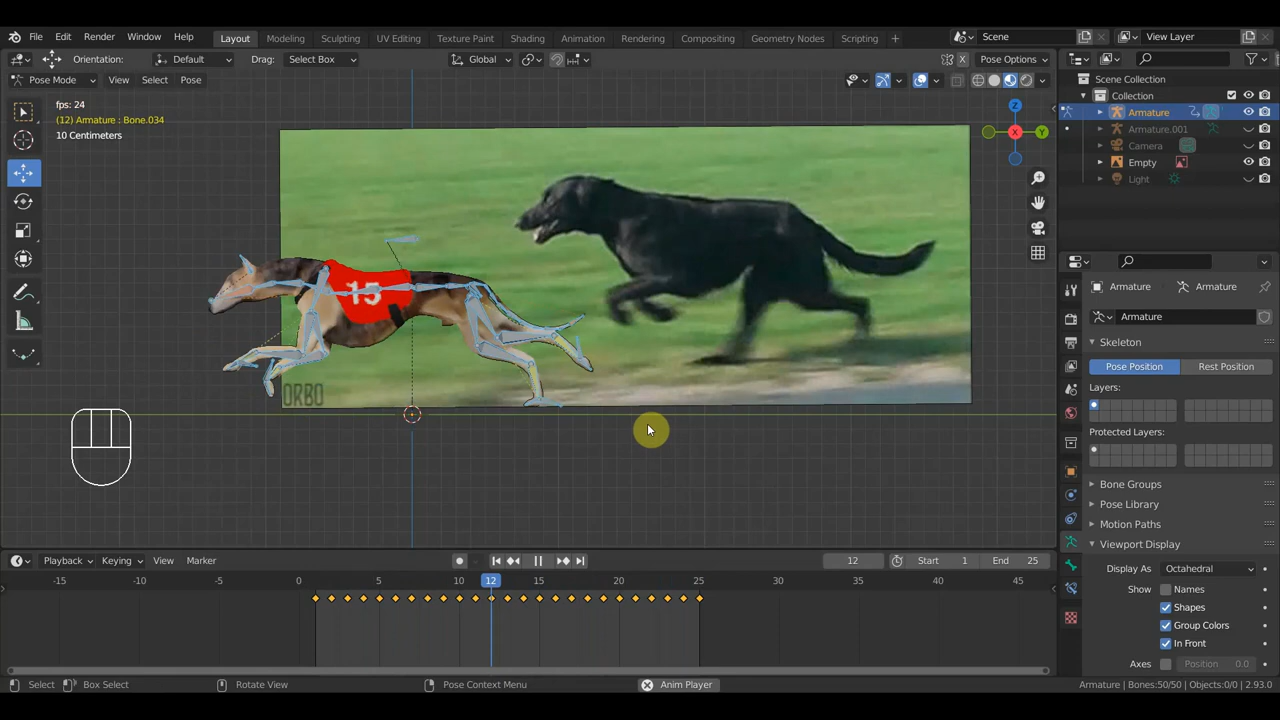 File Edit Render Window Help Layout Modeling Sculpting UV Editing Texture Paint Shading Animation Rendering Compositing Geometry Nodes Scripting + Scene View Layer
Orientation: Default Drag: Select Box Global X Pose Options
Pose Mode View Select Pose
fps: 24
(12) Armature : Bone.034
10 Centimeters
Z
X
Y
15
ORBO
Scene Collection
Collection
Armature
Armature.001
Camera
Empty
Light
Armature Armature
Armature
Skeleton
Pose Position Rest Position
Layers:
Protected Layers:
Bone Groups
Pose Library
Motion Paths
Viewport Display
Display As Octahedral
Show Names
Shapes
Group Colors
In Front
Axes Position 0.0
Playback Keying View Marker 12 Start 1 End 25
-15 -10 -5 0 5 10 12 15 20 25 30 35 40 45
Select Box Select Rotate View Pose Context Menu Anim Player Armature | Bones:50/50 | Objects:0/0 | 2.93.0